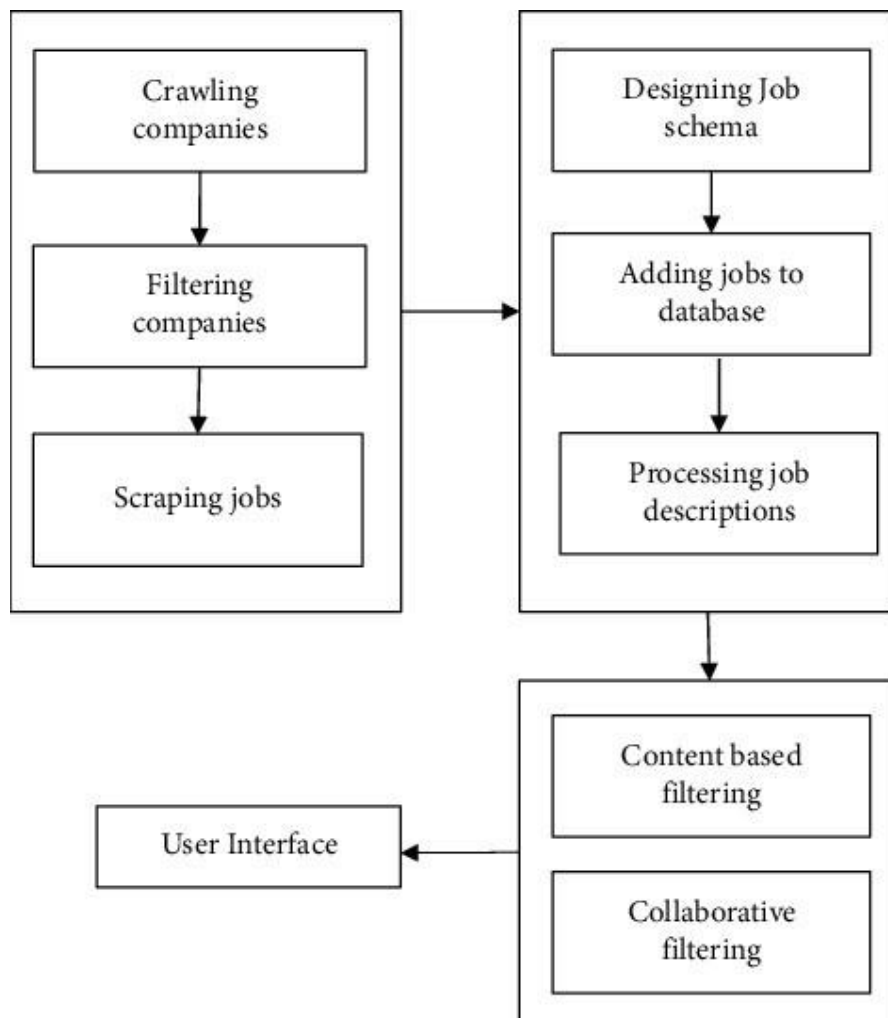 Crawling
companies
Filtering
companies
Scraping jobs
Designing Job
schema
Adding jobs to
database
Processing job
descriptions
Content based
filtering
Collaborative
filtering
User Interface